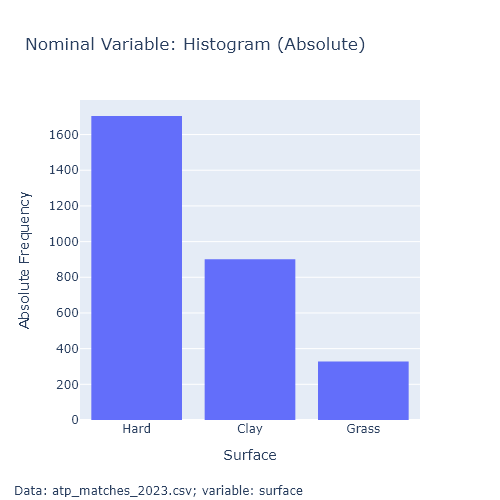 Nominal Variable: Histogram (Absolute)
1600
1400
1200
1000
800
600
400
200
0
Absolute Frequency
Hard Clay Grass
Surface
Data: atp_matches_2023.csv; variable: surface